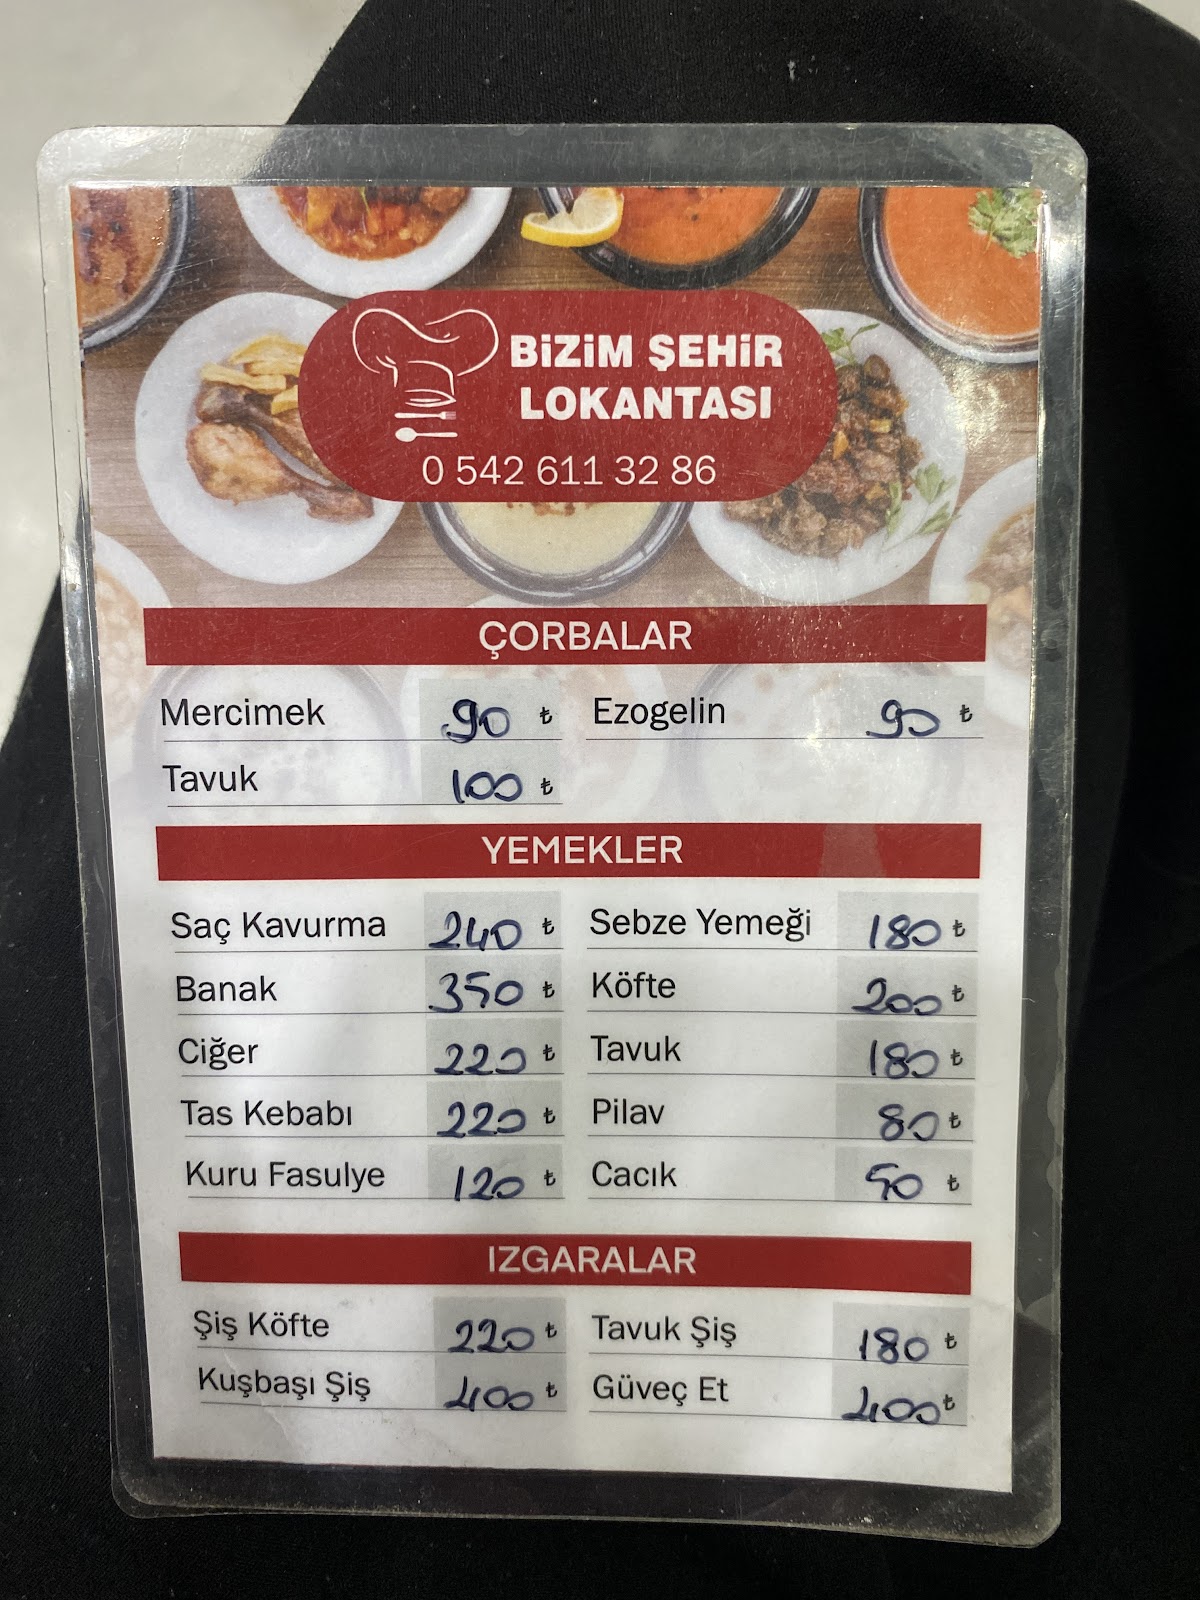 BİZİM ŞEHİR
LOKANTASI
0 542 611 32 86
ÇORBALAR
Mercimek 90 ₺ Ezogelin 90 ₺
Tavuk 100 ₺
YEMEKLER
Saç Kavurma 240 ₺ Sebze Yemeği 180 ₺
Banak 350 ₺ Köfte 200 ₺
Ciğer 220 ₺ Tavuk 180 ₺
Tas Kebabı 220 ₺ Pilav 80 ₺
Kuru Fasulye 120 ₺ Cacık 50 ₺
IZGARALAR
Şiş Köfte 220 ₺ Tavuk Şiş 180 ₺
Kuşbaşı Şiş 400 ₺ Güveç Et 400 ₺